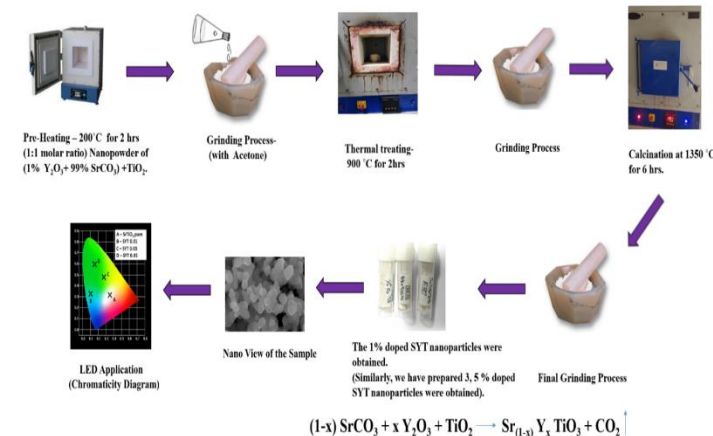 Pre-Heating – 200˚C for 2 hrs
(1:1 molar ratio) Nanopowder of
(1% Y₂O₃+ 99% SrCO₃) +TiO₂.
Grinding Process-
(with Acetone)
Thermal treating-
900 ˚C for 2hrs
Grinding Process
Calcination at 1350 ˚C
for 6 hrs.
LED Application
(Chromaticity Diagram)
Nano View of the Sample
The 1% doped SYT nanoparticles were
obtained.
(Similarly, we have prepared 3, 5 % doped
SYT nanoparticles were obtained).
Final Grinding Process
(1-x) SrCO₃ + x Y₂O₃ + TiO₂ → Sr₍₁₋ₓ₎ Yₓ TiO₃ + CO₂ ↑